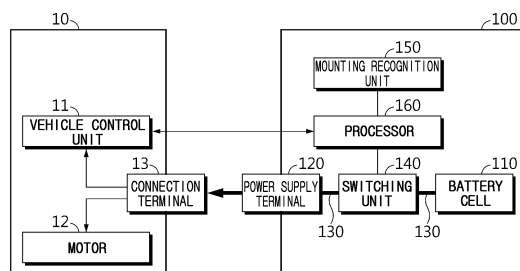 10
100
150
MOUNTING RECOGNITION
UNIT
11
160
VEHICLE CONTROL
UNIT
PROCESSOR
13
120
140
110
CONNECTION
TERMINAL
POWER SUPPLY
TERMINAL
SWITCHING
UNIT
BATTERY
CELL
12
MOTOR
130
130